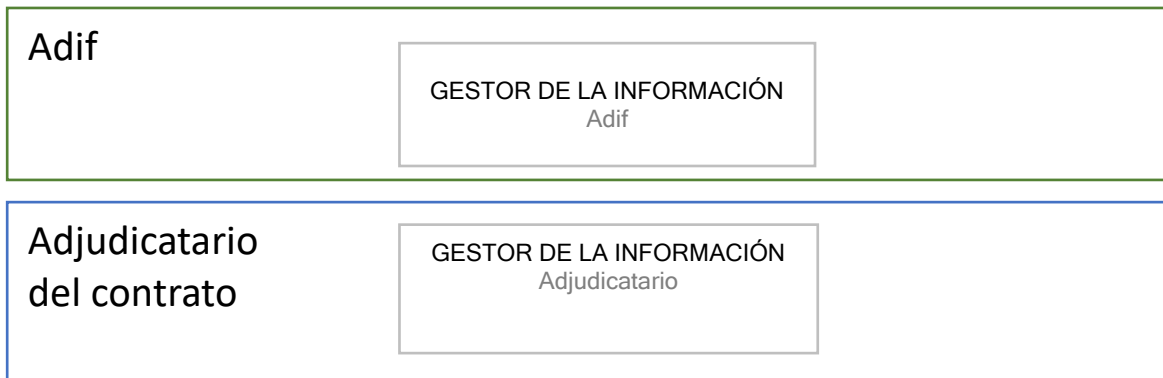 Adif
GESTOR DE LA INFORMACIÓN
Adif
Adjudicatario
del contrato
GESTOR DE LA INFORMACIÓN
Adjudicatario